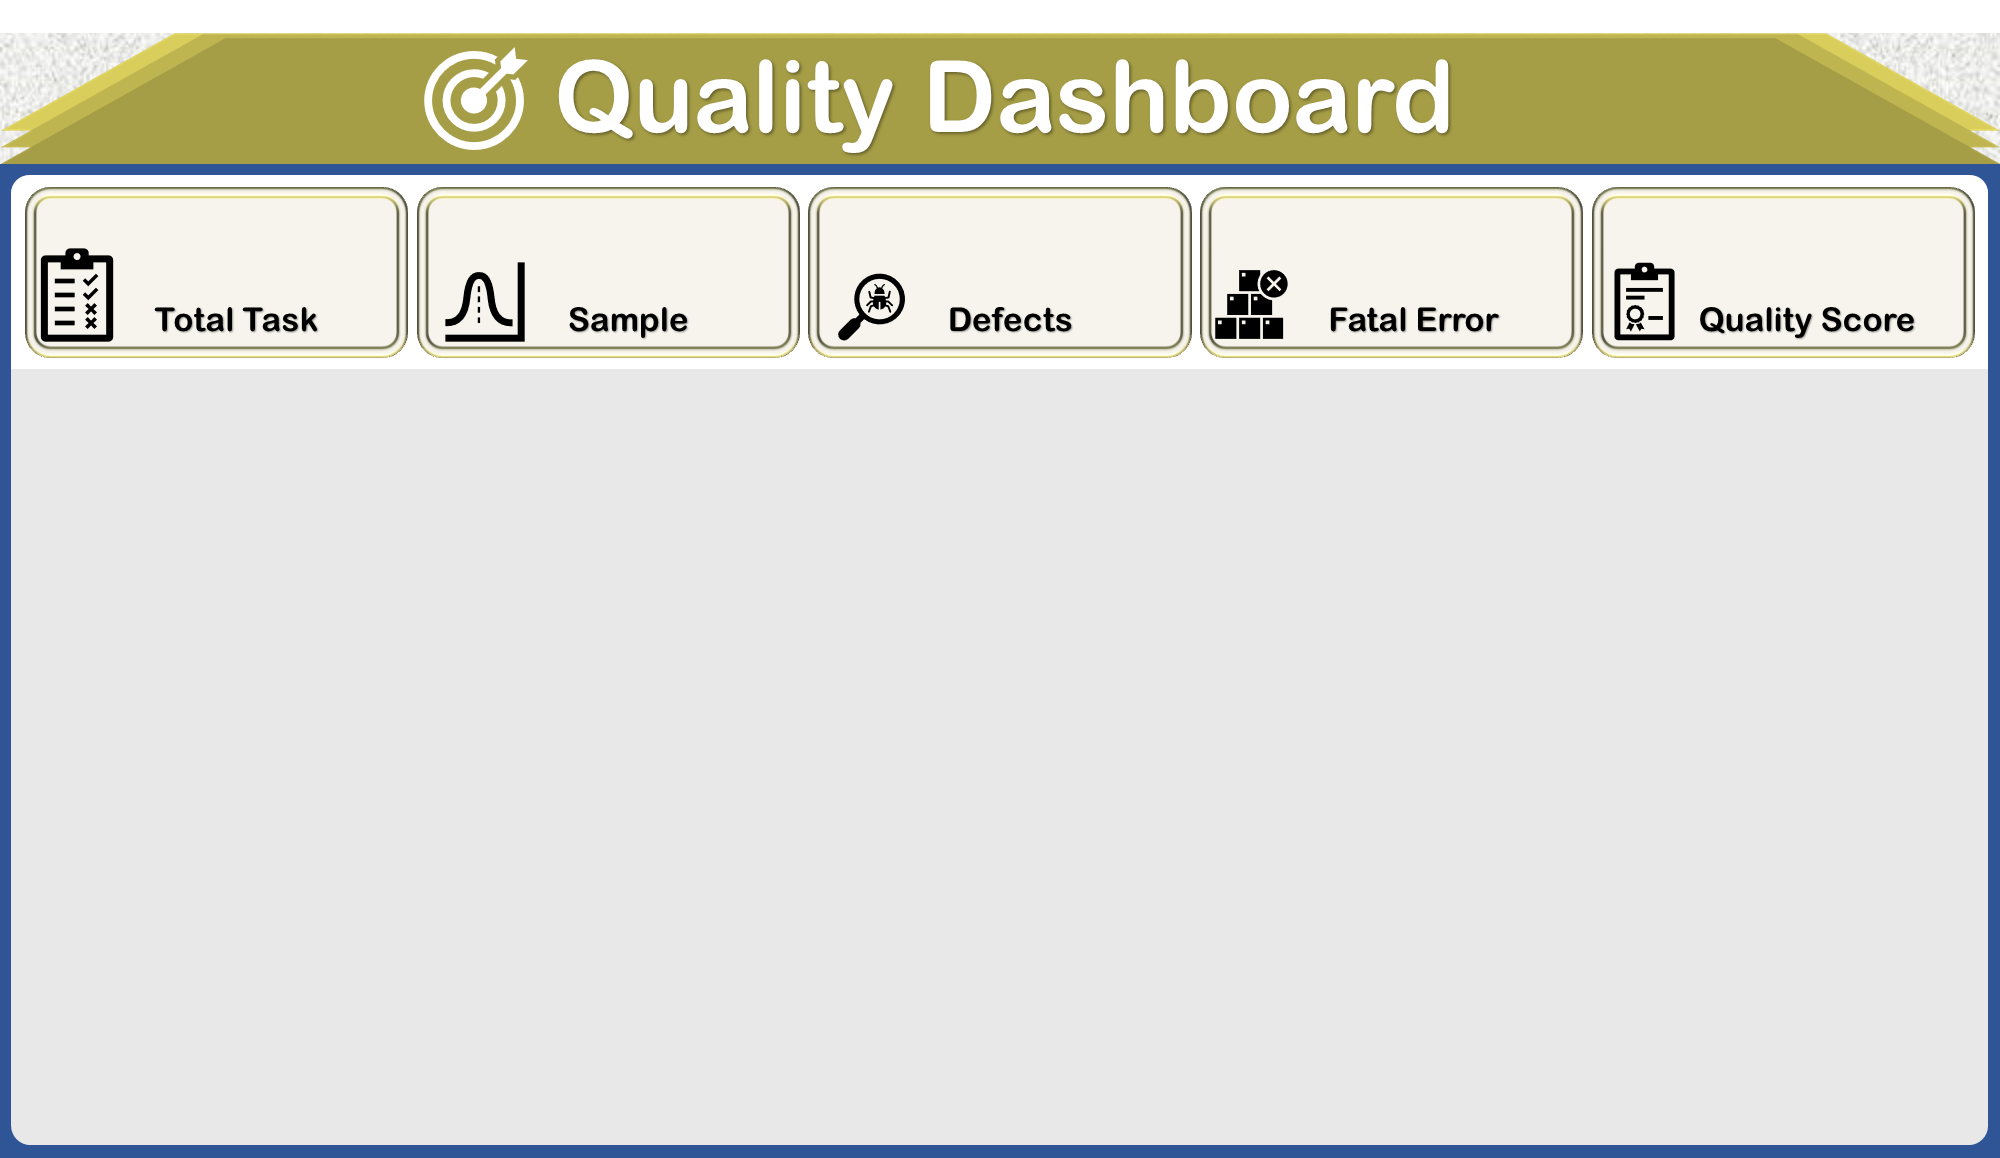 Quality Dashboard
Total Task
Sample
Defects
Fatal Error
Quality Score